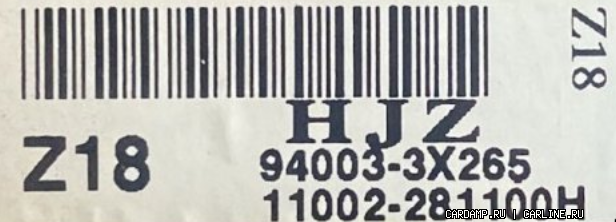 Z18
HJZ
Z18
94003-3X265
11002-281100H
CARDAMP.RU | CARLINE.RU